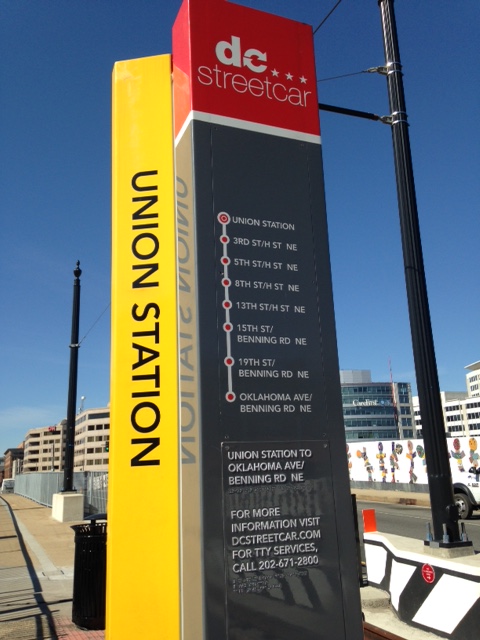 dc
streetcar
UNION STATION
UNION STATION
UNION STATION
3RD ST/H ST NE
5TH ST/H ST NE
8TH ST/H ST NE
13TH ST/H ST NE
15TH ST/
BENNING RD NE
19TH ST/
BENNING RD NE
OKLAHOMA AVE/
BENNING RD NE
UNION STATION TO
OKLAHOMA AVE/
BENNING RD NE
FOR MORE
INFORMATION VISIT
DCSTREETCAR.COM
FOR TTY SERVICES,
CALL 202-671-2800